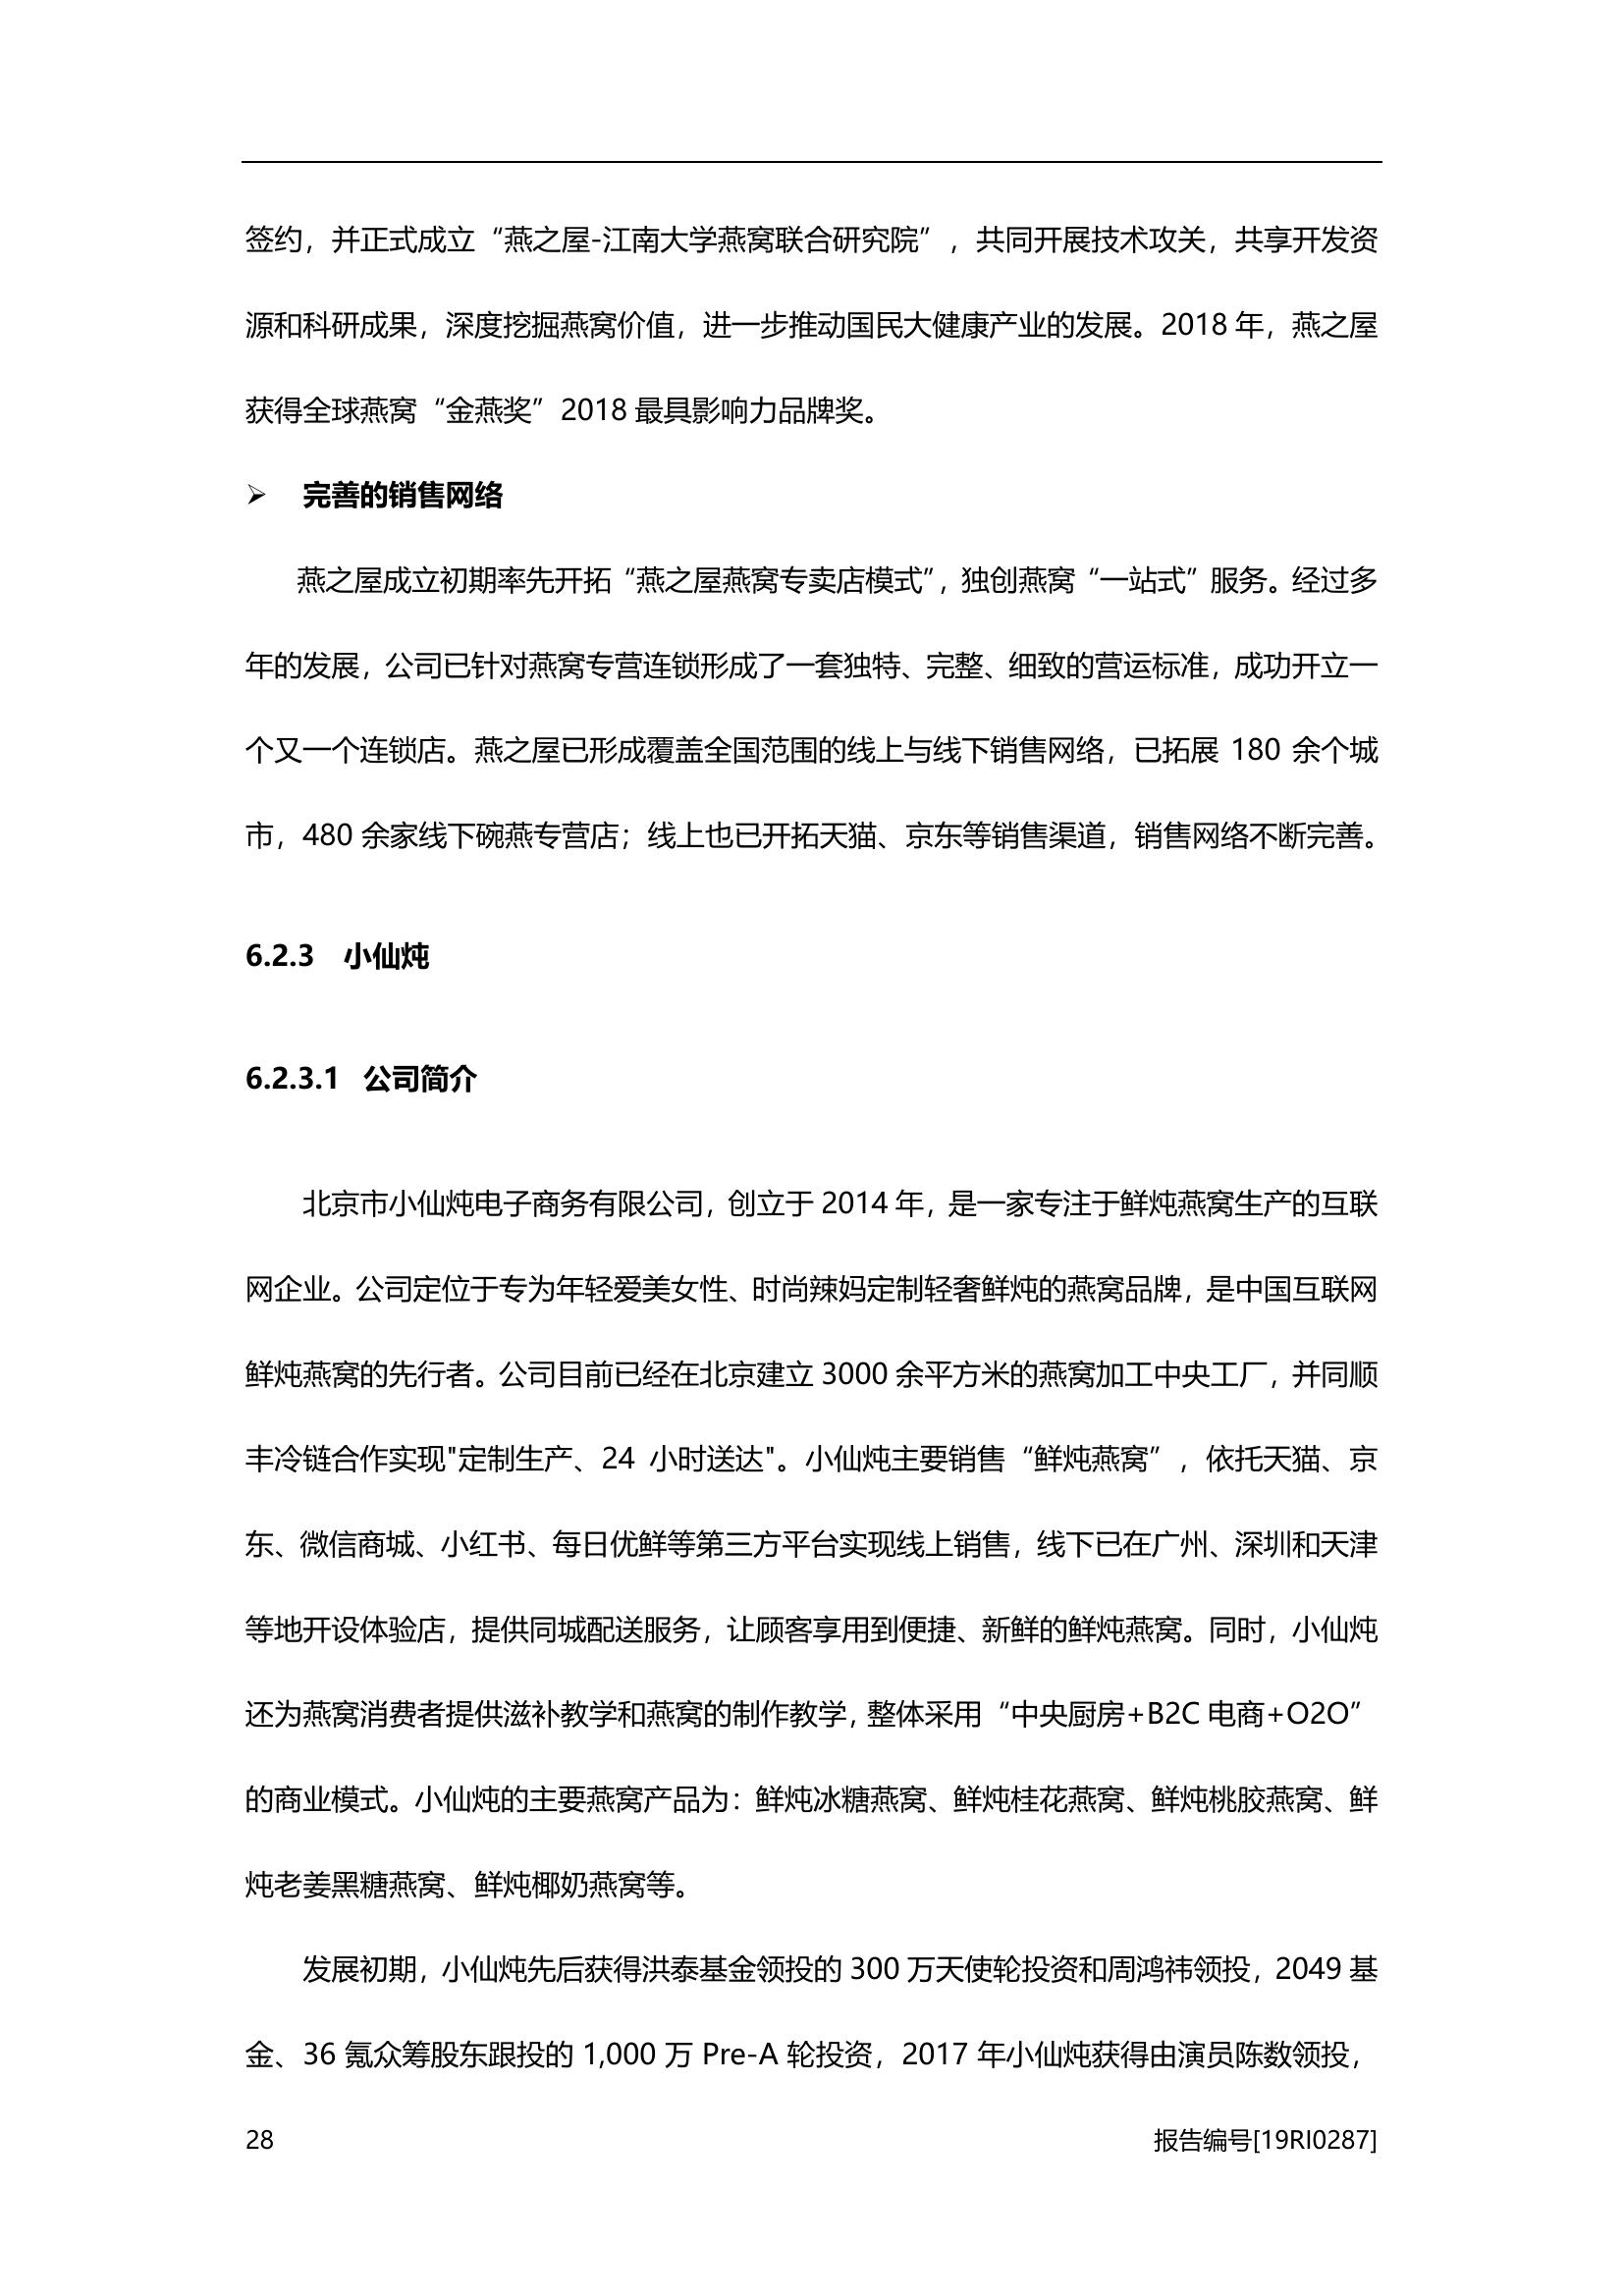 签约，并正式成立“燕之屋-江南大学燕窝联合研究院”，共同开展技术攻关，共享开发资
源和科研成果，深度挖掘燕窝价值，进一步推动国民大健康产业的发展。2018 年，燕之屋
获得全球燕窝“金燕奖”2018 最具影响力品牌奖。
➢ 完善的销售网络
燕之屋成立初期率先开拓“燕之屋燕窝专卖店模式”，独创燕窝“一站式”服务。经过多
年的发展，公司已针对燕窝专营连锁形成了一套独特、完整、细致的营运标准，成功开立一
个又一个连锁店。燕之屋已形成覆盖全国范围的线上与线下销售网络，已拓展 180 余个城
市，480 余家线下碗燕专营店；线上也已开拓天猫、京东等销售渠道，销售网络不断完善。
6.2.3 小仙炖
6.2.3.1 公司简介
北京市小仙炖电子商务有限公司，创立于 2014 年，是一家专注于鲜炖燕窝生产的互联
网企业。公司定位于专为年轻爱美女性、时尚辣妈定制轻奢鲜炖的燕窝品牌，是中国互联网
鲜炖燕窝的先行者。公司目前已经在北京建立 3000 余平方米的燕窝加工中央工厂，并同顺
丰冷链合作实现"定制生产、24 小时送达"。小仙炖主要销售“鲜炖燕窝”，依托天猫、京
东、微信商城、小红书、每日优鲜等第三方平台实现线上销售，线下已在广州、深圳和天津
等地开设体验店，提供同城配送服务，让顾客享用到便捷、新鲜的鲜炖燕窝。同时，小仙炖
还为燕窝消费者提供滋补教学和燕窝的制作教学，整体采用“中央厨房+B2C 电商+O2O”
的商业模式。小仙炖的主要燕窝产品为：鲜炖冰糖燕窝、鲜炖桂花燕窝、鲜炖桃胶燕窝、鲜
炖老姜黑糖燕窝、鲜炖椰奶燕窝等。
发展初期，小仙炖先后获得洪泰基金领投的 300 万天使轮投资和周鸿祎领投，2049 基
金、36 氪众筹股东跟投的 1,000 万 Pre-A 轮投资，2017 年小仙炖获得由演员陈数领投，
28 报告编号[19RI0287]